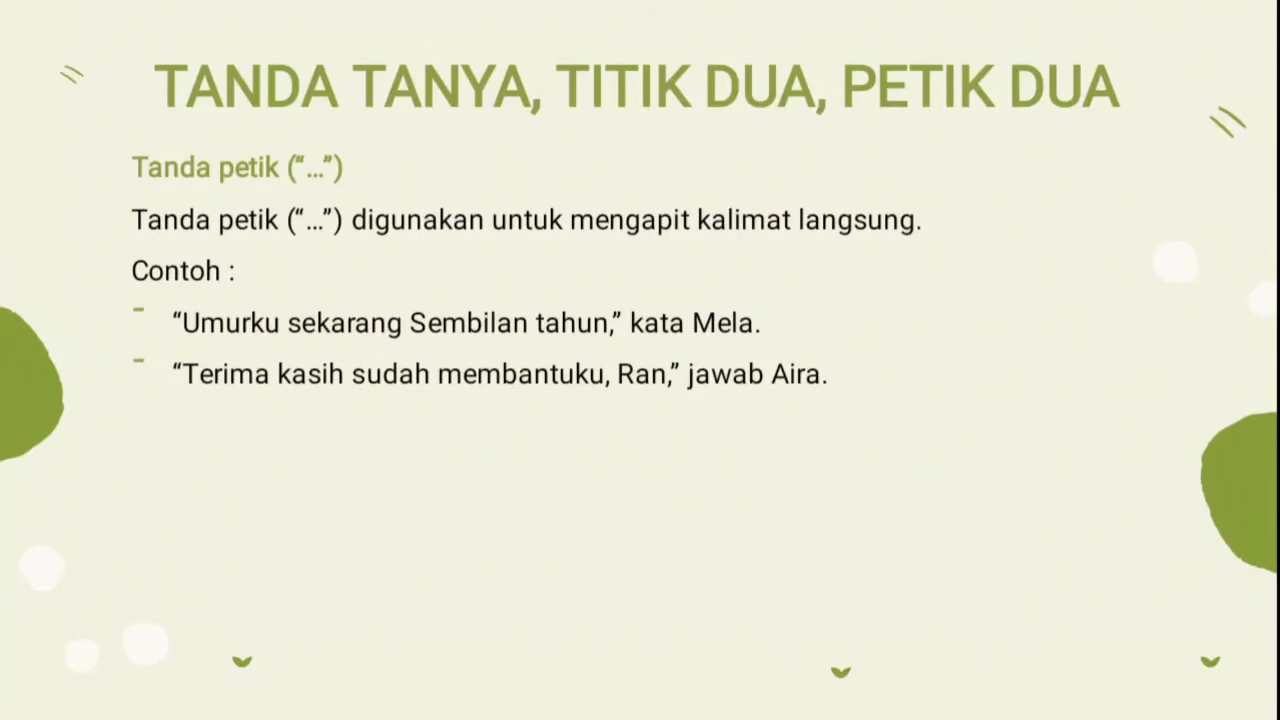 TANDA TANYA, TITIK DUA, PETIK DUA
Tanda petik (“…”)
Tanda petik (“…”) digunakan untuk mengapit kalimat langsung.
Contoh :
- “Umurku sekarang Sembilan tahun,” kata Mela.
- “Terima kasih sudah membantuku, Ran,” jawab Aira.